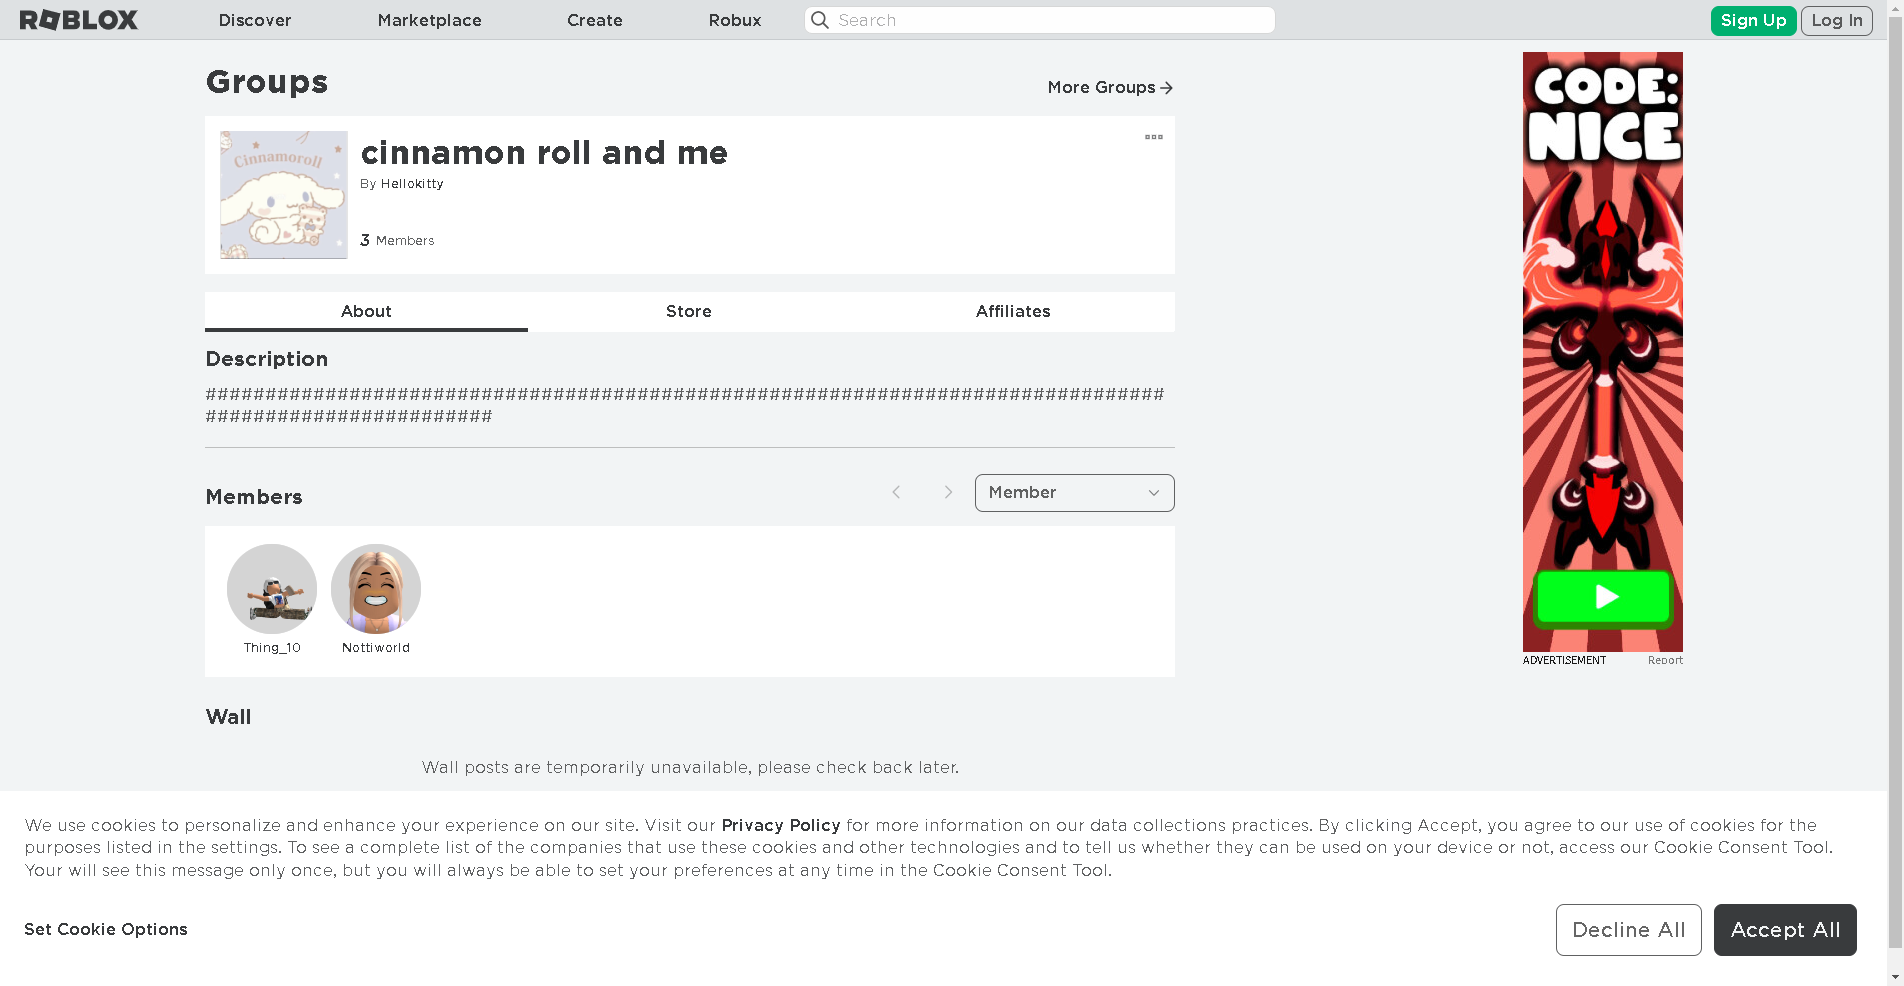 ROBLOX
Discover
Marketplace
Create
Robux
Search
Sign Up
Log In
Groups
More Groups
Cinnamoroll
cinnamon roll and me
By Hellokitty
3 Members
About
Store
Affiliates
Description
################################################################################
########################
Members
Member
Thing_10
Nottiworld
Wall
Wall posts are temporarily unavailable, please check back later.
CODE:
NICE
ADVERTISEMENT
Report
We use cookies to personalize and enhance your experience on our site. Visit our Privacy Policy for more information on our data collections practices. By clicking Accept, you agree to our use of cookies for the
purposes listed in the settings. To see a complete list of the companies that use these cookies and other technologies and to tell us whether they can be used on your device or not, access our Cookie Consent Tool.
Your will see this message only once, but you will always be able to set your preferences at any time in the Cookie Consent Tool.
Set Cookie Options
Decline All
Accept All